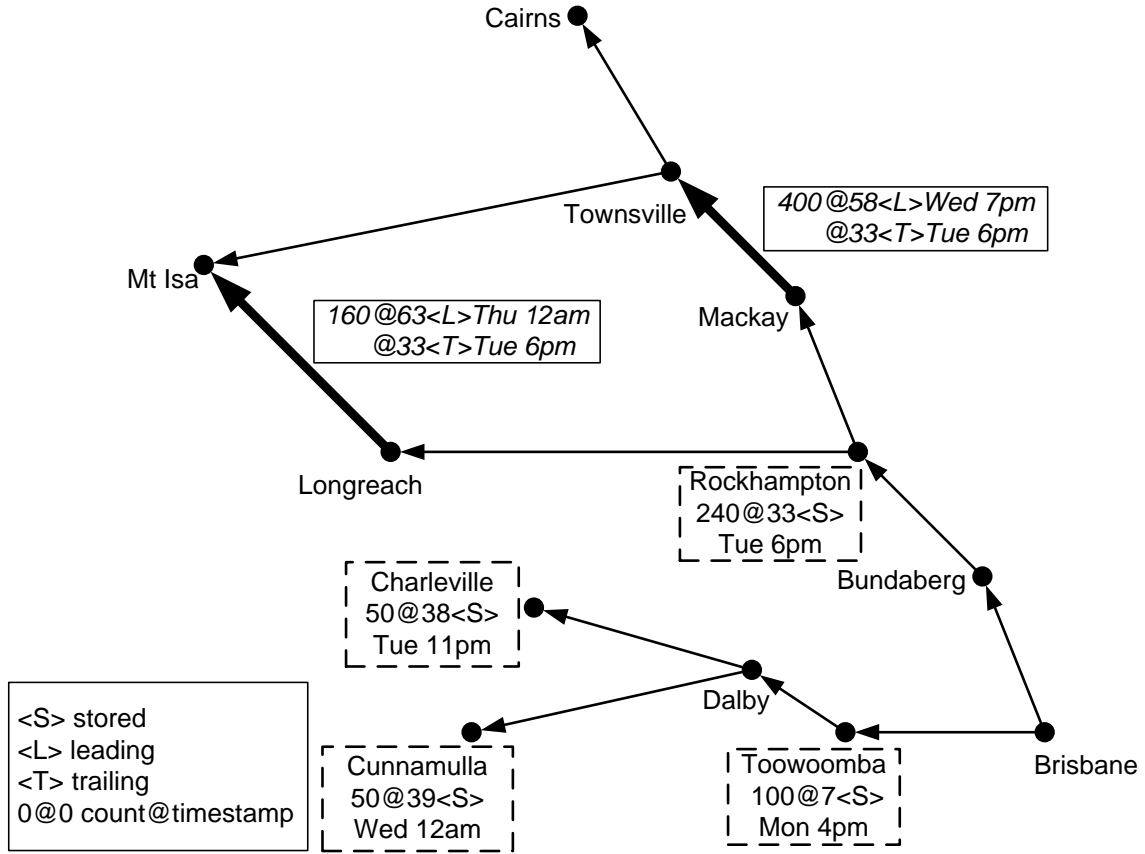 Cairns
Townsville
400@58<L>Wed 7pm
@33<T>Tue 6pm
Mt Isa
160@63<L>Thu 12am
@33<T>Tue 6pm
Mackay
Longreach
Rockhampton
240@33<S>
Tue 6pm
Charleville
50@38<S>
Tue 11pm
Bundaberg
Dalby
<S> stored
<L> leading
<T> trailing
0@0 count@timestamp
Cunnamulla
50@39<S>
Wed 12am
Toowoomba
100@7<S>
Mon 4pm
Brisbane